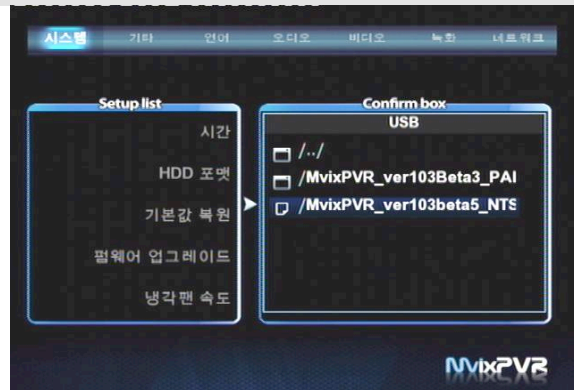 시스템 기타 언어 오디오 비디오 녹화 네트워크
Setup list
시간
HDD 포맷
기본값 복원
펌웨어 업그레이드
냉각팬 속도
Confirm box
USB
/../
/MvixPVR_ver103Beta3_PAI
/MvixPVR_ver103beta5_NTS
MvixPVR